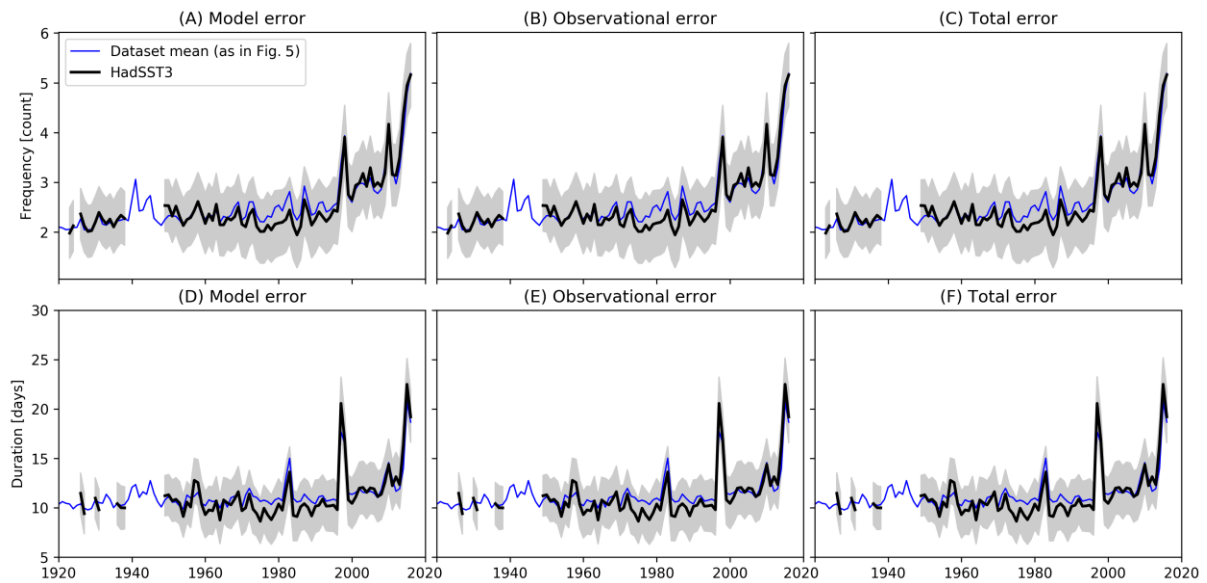 (A) Model error
(B) Observational error
(C) Total error
Frequency [count]
6
5
4
3
2
Dataset mean (as in Fig. 5)
HadSST3
(D) Model error
(E) Observational error
(F) Total error
Duration [days]
30
25
20
15
10
5
1920 1940 1960 1980 2000 2020 1940 1960 1980 2000 2020 1940 1960 1980 2000 2020